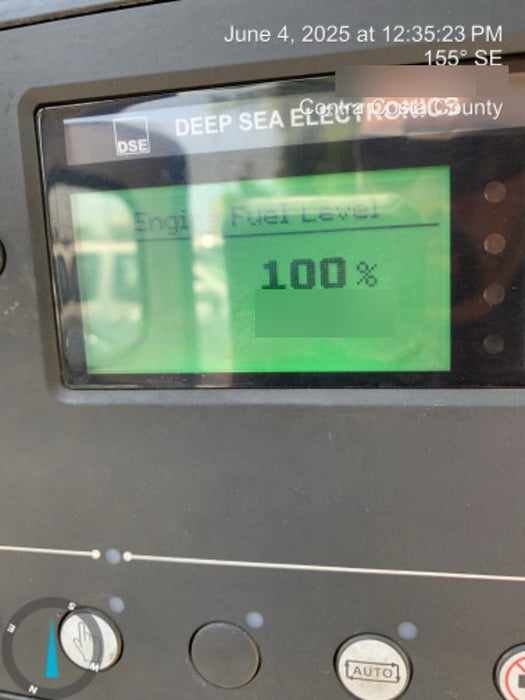 June 4, 2025 at 12:35:23 PM
155° SE
Contra Costa County
DSE
DEEP SEA ELECTRONICS
Engine Fuel Level
100 %
S
E
W
N
AUTO